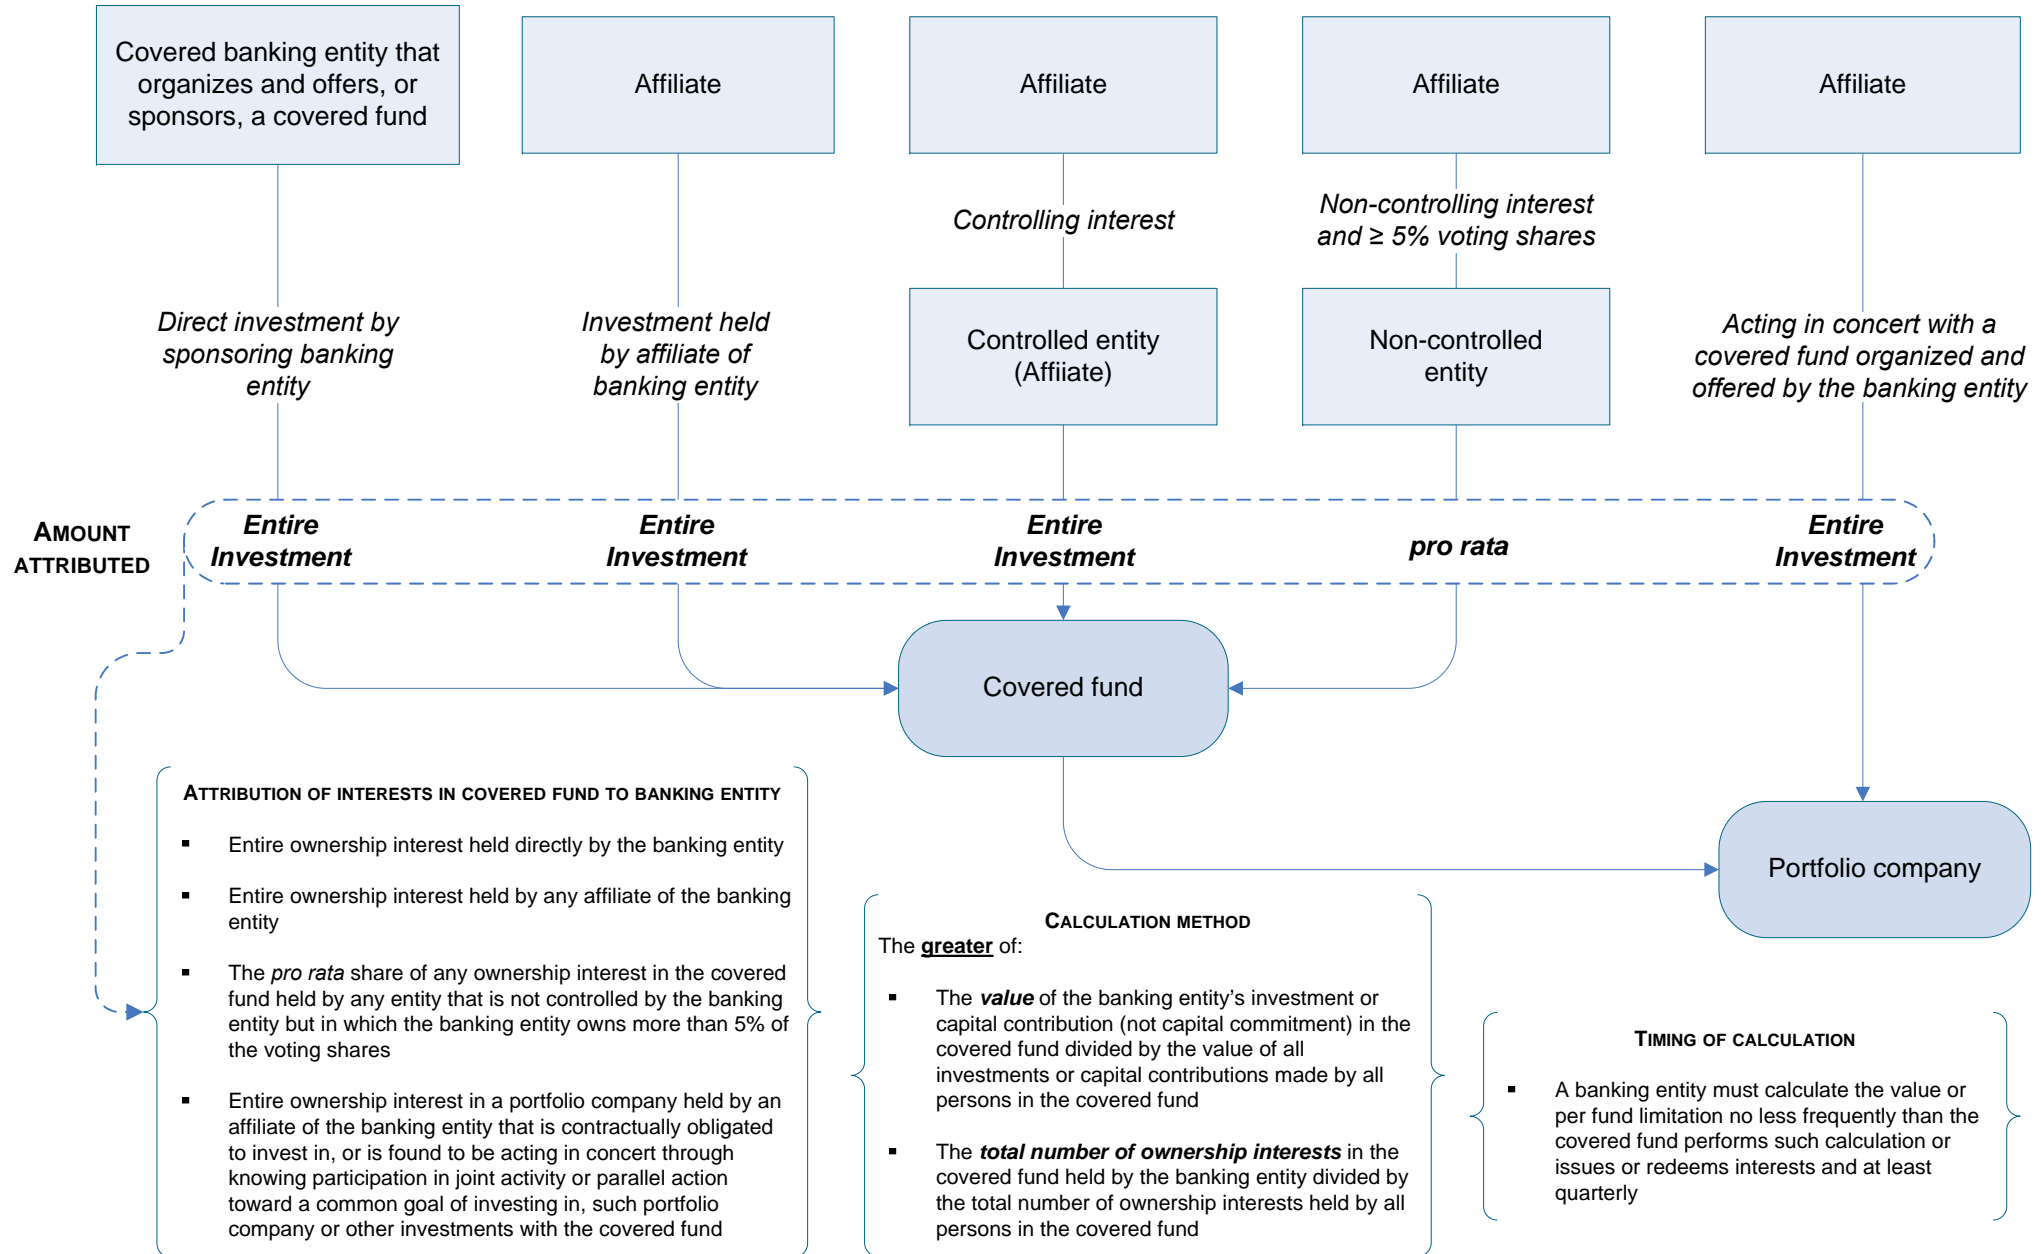 Covered banking entity that
organizes and offers, or
sponsors, a covered fund
Affiliate
Affiliate
Affiliate
Affiliate
Controlling interest
Non-controlling interest
and ≥ 5% voting shares
Direct investment by
sponsoring banking
entity
Investment held
by affiliate of
banking entity
Controlled entity
(Affiiate)
Non-controlled
entity
Acting in concert with a
covered fund organized and
offered by the banking entity
AMOUNT
ATTRIBUTED
Entire
Investment
Entire
Investment
Entire
Investment
pro rata
Entire
Investment
Covered fund
Portfolio company
ATTRIBUTION OF INTERESTS IN COVERED FUND TO BANKING ENTITY
▪ Entire ownership interest held directly by the banking entity
▪ Entire ownership interest held by any affiliate of the banking
entity
▪ The pro rata share of any ownership interest in the covered
fund held by any entity that is not controlled by the banking
entity but in which the banking entity owns more than 5% of
the voting shares
▪ Entire ownership interest in a portfolio company held by an
affiliate of the banking entity that is contractually obligated
to invest in, or is found to be acting in concert through
knowing participation in joint activity or parallel action
toward a common goal of investing in, such portfolio
company or other investments with the covered fund
CALCULATION METHOD
The greater of:
▪ The value of the banking entity’s investment or
capital contribution (not capital commitment) in the
covered fund divided by the value of all
investments or capital contributions made by all
persons in the covered fund
▪ The total number of ownership interests in the
covered fund held by the banking entity divided by
the total number of ownership interests held by all
persons in the covered fund
TIMING OF CALCULATION
▪ A banking entity must calculate the value or
per fund limitation no less frequently than the
covered fund performs such calculation or
issues or redeems interests and at least
quarterly